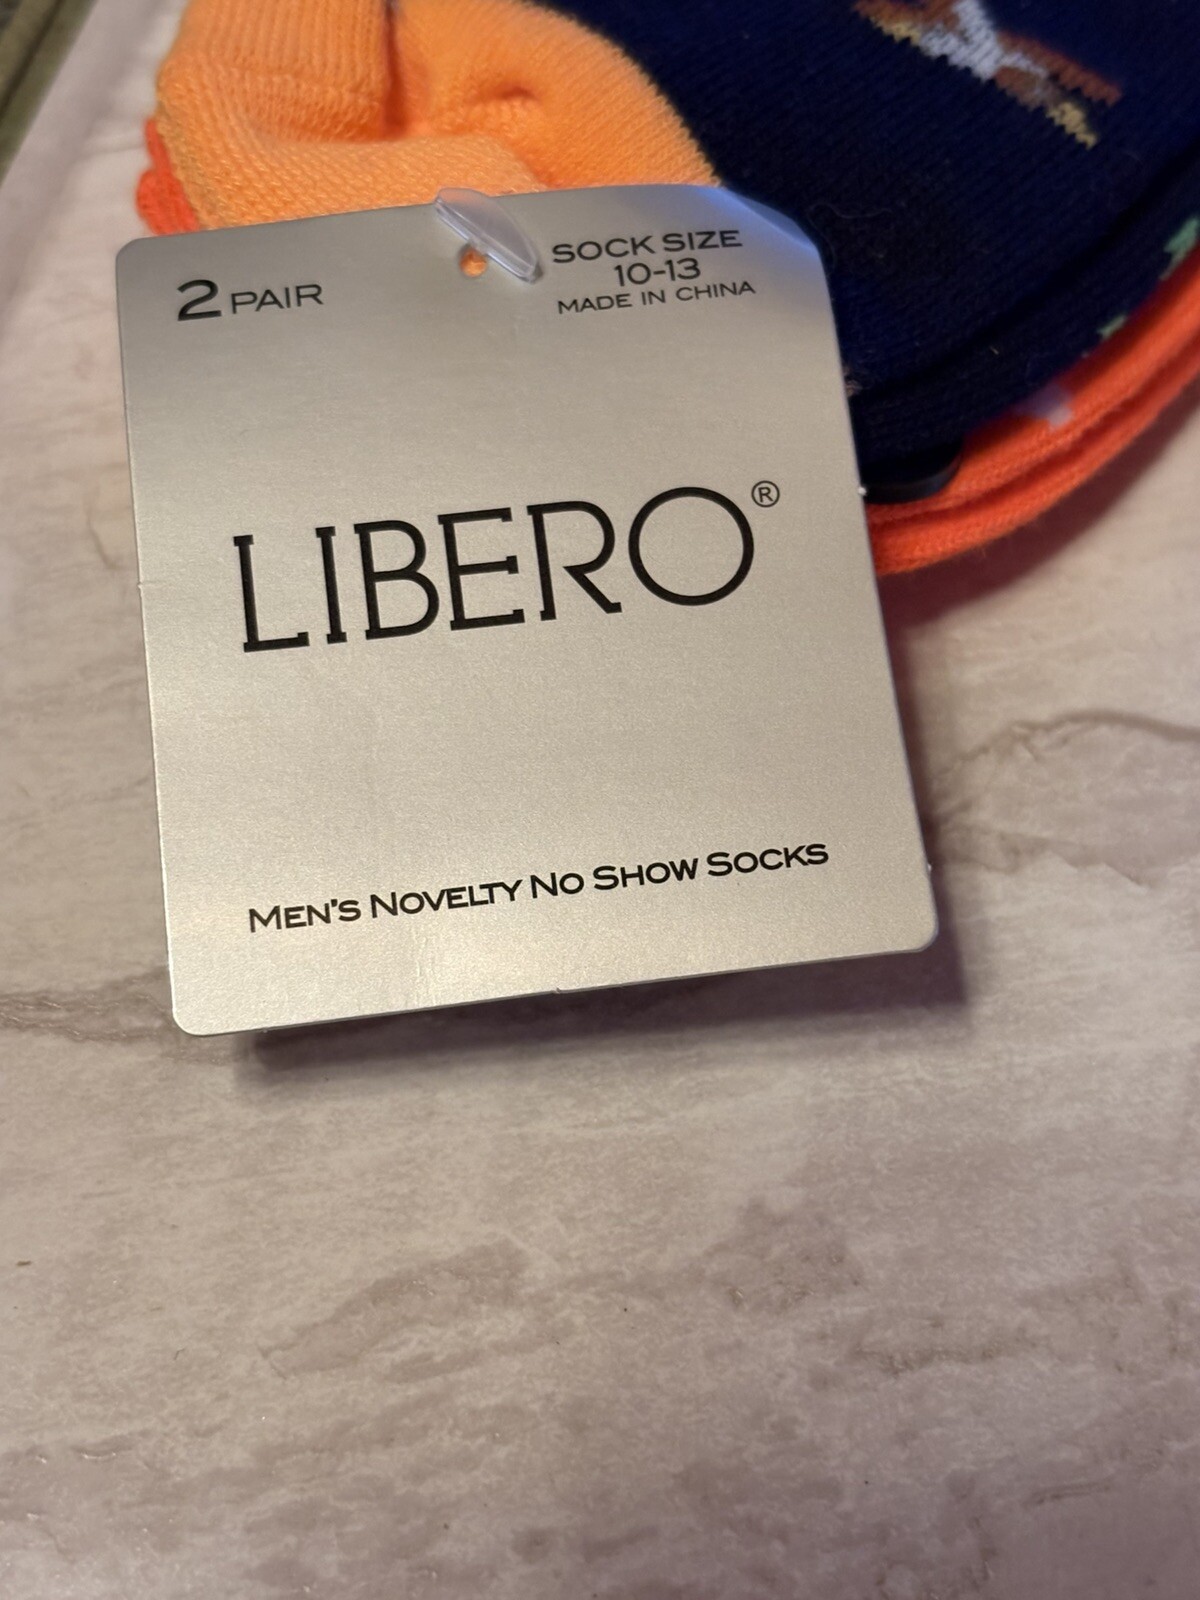 2 PAIR
SOCK SIZE
10-13
MADE IN CHINA
LIBERO®
MEN'S NOVELTY NO SHOW SOCKS